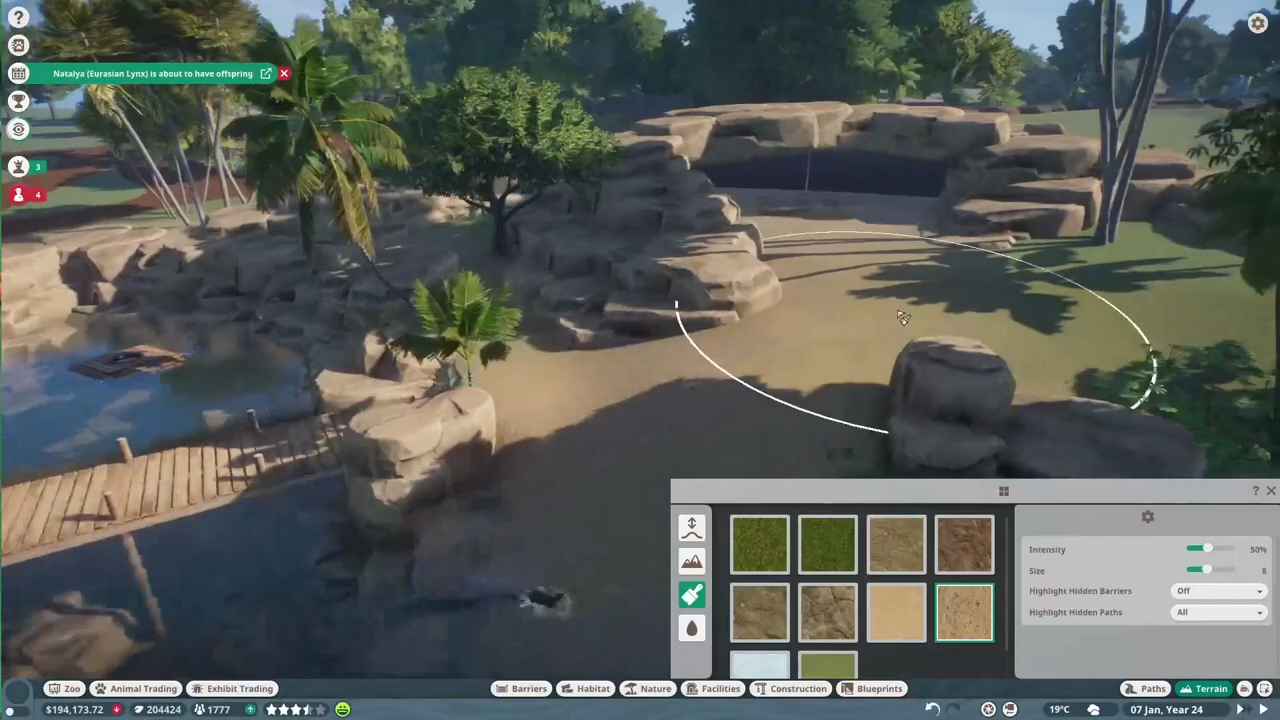 ?
Natalya (Eurasian Lynx) is about to have offspring
3
4
?
Intensity 50%
Size 8
Highlight Hidden Barriers Off
Highlight Hidden Paths All
Zoo Animal Trading Exhibit Trading Barriers Habitat Nature Facilities Construction Blueprints Paths Terrain
$194,173.72 204424 1777 19°C 07 Jan, Year 24